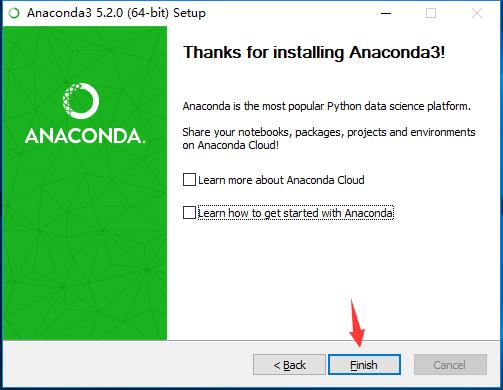 Anaconda3 5.2.0 (64-bit) Setup
Thanks for installing Anaconda3!
Anaconda is the most popular Python data science platform.
Share your notebooks, packages, projects and environments
on Anaconda Cloud!
ANACONDA.
Learn more about Anaconda Cloud
Learn how to get started with Anaconda
< Back
Finish
Cancel